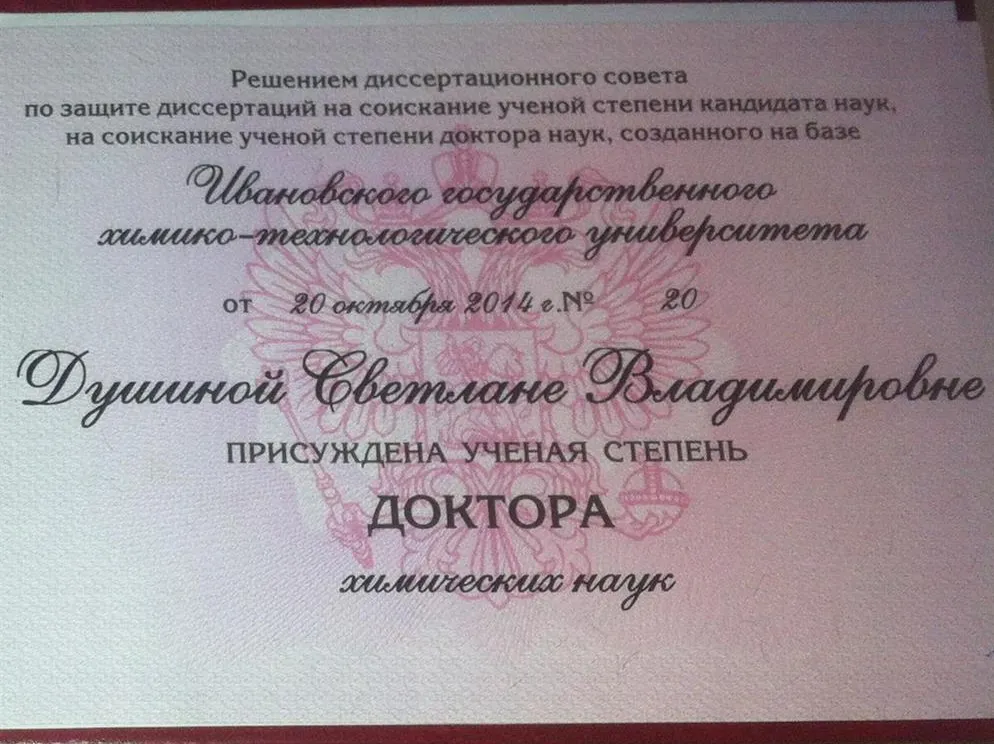 Решением диссертационного совета
по защите диссертаций на соискание ученой степени кандидата наук,
на соискание ученой степени доктора наук, созданного на базе
Ивановского государственного
химико-технологического университета
от 20 октября 2014 г.№ 20
Душиной Светлане Владимировне
ПРИСУЖДЕНА УЧЕНАЯ СТЕПЕНЬ
ДОКТОРА
химических наук